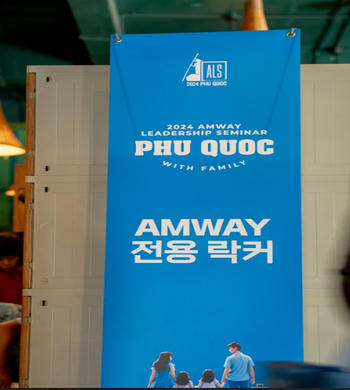 ALS
2024 PHU QUOC
2024 AMWAY
LEADERSHIP SEMINAR
PHU QUOC
WITH FAMILY
AMWAY
전용 락커